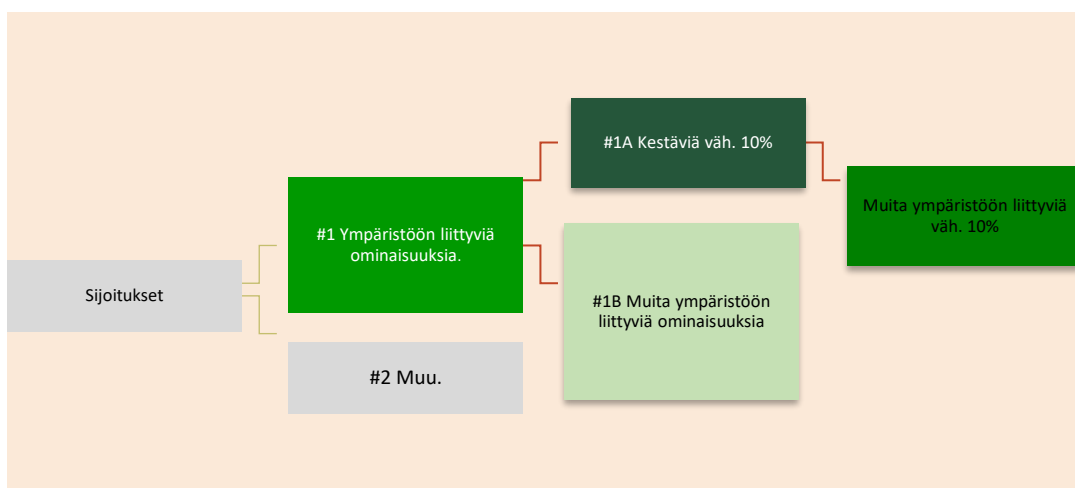 Sijoitukset
#1 Ympäristöön liittyviä
ominaisuuksia.
#2 Muu.
#1A Kestäviä väh. 10%
#1B Muita ympäristöön
liittyviä ominaisuuksia
Muita ympäristöön liittyviä
väh. 10%